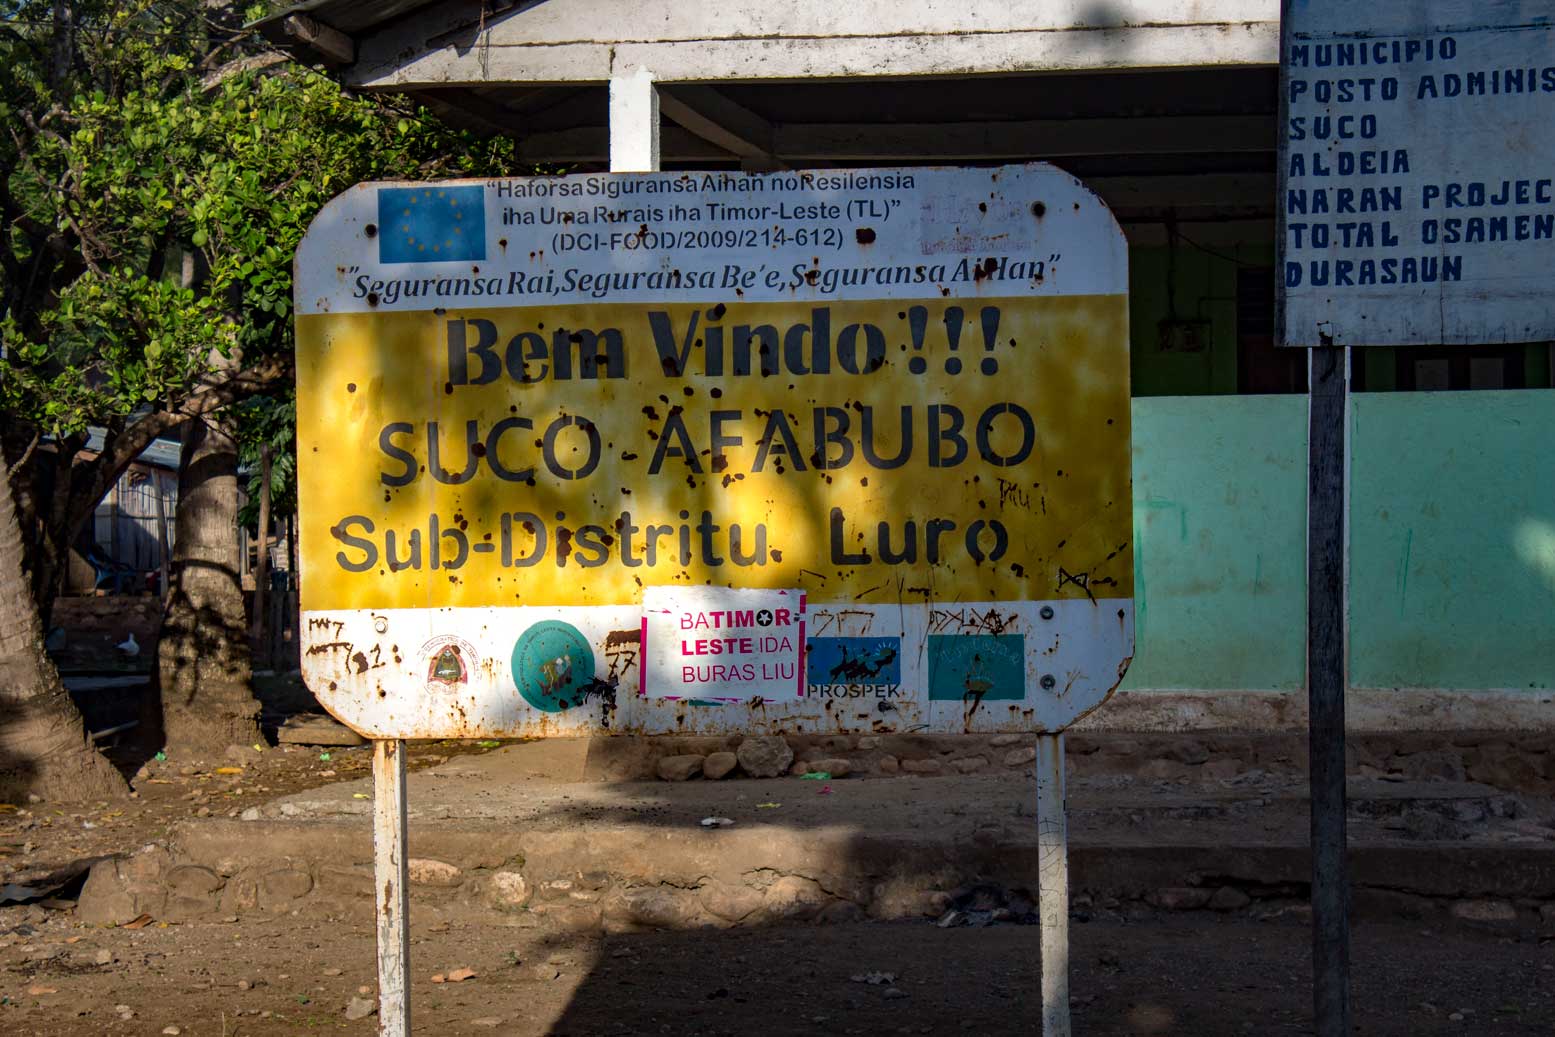 "Haforsa Siguransa Aihan no Resilensia
iha Uma Rurais iha Timor-Leste (TL)"
(DCI-FOOD/2009/214-612)
"Seguransa Rai, Seguransa Be'e, Seguransa Ai Han"
Bem Vindo!!!
SUCO AFABUBO
Sub-Distritu Luro
BA TIMOR-
LESTE IDA
BURAS LIU
PROSPEK
MUNICIPIO
POSTO ADMINIS
SUCO
ALDEIA
NARAN PROJEC
TOTAL OSAMEN
DURASAUN